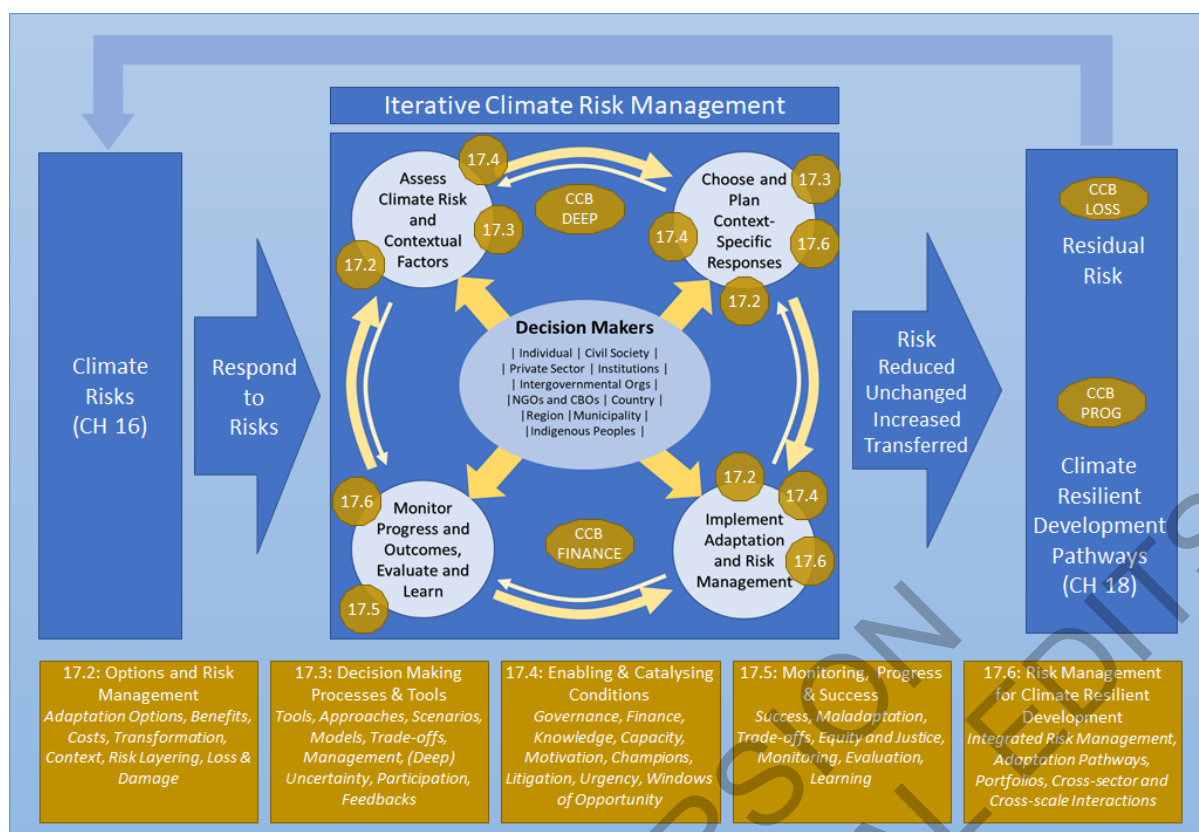 Iterative Climate Risk Management
Climate
Risks
(CH 16)
Respond
to
Risks
Assess
Climate Risk
and
Contextual
Factors
17.4
17.3
17.2
CCB
DEEP
Choose and
Plan
Context-
Specific
Responses
17.3
17.4
17.6
17.2
Decision Makers
| Individual | Civil Society |
| Private Sector | Institutions |
| Intergovernmental Orgs |
|NGOs and CBOs | Country |
|Region |Municipality |
|Indigenous Peoples |
17.6
Monitor
Progress and
Outcomes,
Evaluate and
Learn
17.5
CCB
FINANCE
17.2
17.4
Implement
Adaptation
and Risk
Management
17.6
Risk
Reduced
Unchanged
Increased
Transferred
CCB
LOSS
Residual
Risk
CCB
PROG
Climate
Resilient
Development
Pathways
(CH 18)
17.2: Options and Risk
Management
Adaptation Options, Benefits,
Costs, Transformation,
Context, Risk Layering, Loss &
Damage
17.3: Decision Making
Processes & Tools
Tools, Approaches, Scenarios,
Models, Trade-offs,
Management, (Deep)
Uncertainty, Participation,
Feedbacks
17.4: Enabling & Catalysing
Conditions
Governance, Finance,
Knowledge, Capacity,
Motivation, Champions,
Litigation, Urgency, Windows
of Opportunity
17.5: Monitoring, Progress
& Success
Success, Maladaptation,
Trade-offs, Equity and Justice,
Monitoring, Evaluation,
Learning
17.6: Risk Management
for Climate Resilient
Development
Integrated Risk Management,
Adaptation Pathways,
Portfolios, Cross-sector and
Cross-scale Interactions